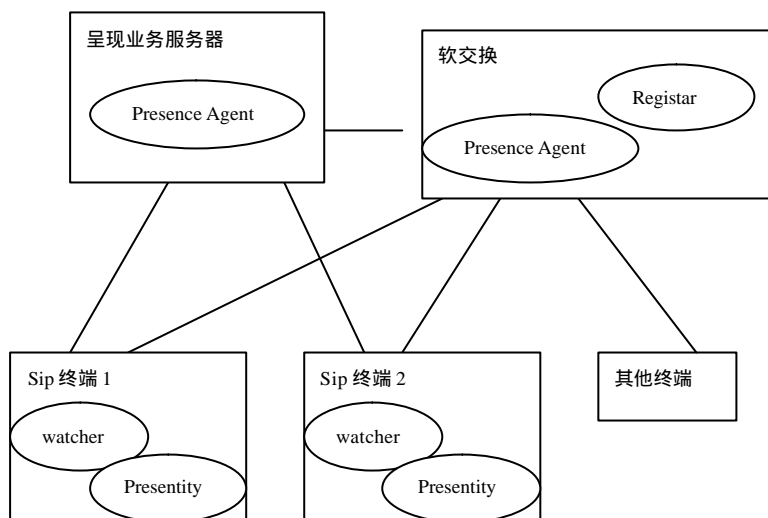 呈现业务服务器
Presence Agent
软交换
Registar
Presence Agent
Sip 终端 1
watcher
Presentity
Sip 终端 2
watcher
Presentity
其他终端